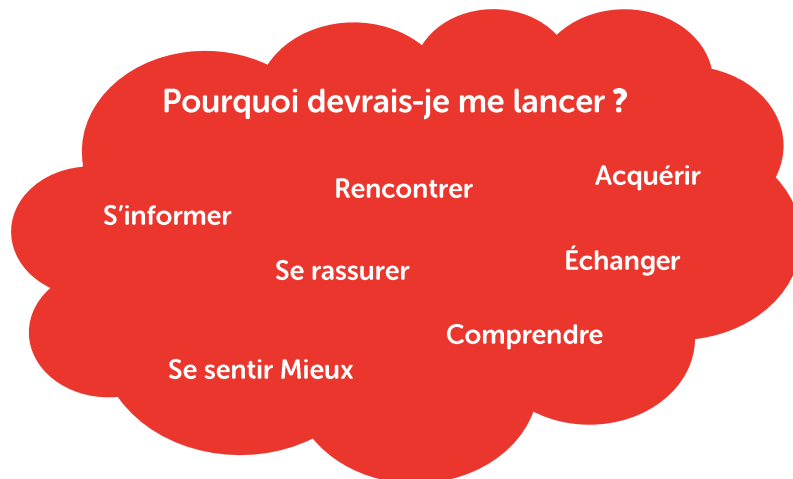 Pourquoi devrais-je me lancer ?
Acquérir
Rencontrer
S'informer
Échanger
Se rassurer
Comprendre
Se sentir Mieux